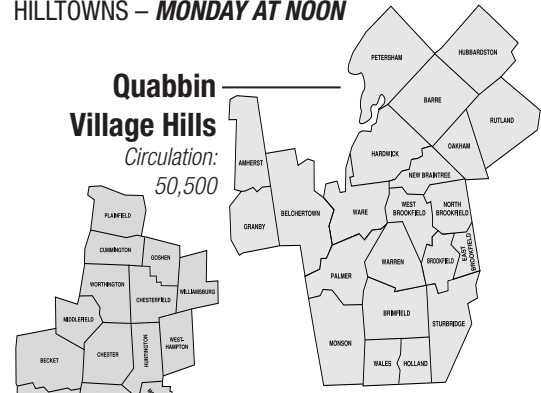 HILLTOWNS – MONDAY AT NOON
Quabbin
Village Hills
Circulation:
50,500
PETERSHAM
HUBBARDSTON
BARRE
RUTLAND
OAKHAM
HARDWICK
NEW BRAINTREE
AMHERST
GRANBY
BELCHERTOWN
WARE
WEST
BROOKFIELD
NORTH
BROOKFIELD
EAST
BROOKFIELD
BROOKFIELD
WARREN
PALMER
BRIMFIELD
STURBRIDGE
MONSON
WALES
HOLLAND
PLAINFIELD
CUMMINGTON
GOSHEN
WORTHINGTON
CHESTERFIELD
WILLIAMSBURG
MIDDLEFIELD
BECKET
CHESTER
HUNTINGTON
WEST-
HAMPTON